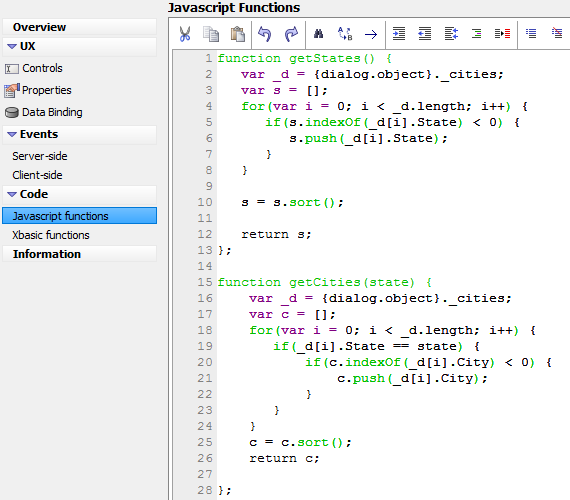 Javascript Functions
Overview
UX
Controls
Properties
Data Binding
Events
Server-side
Client-side
Code
Javascript functions
Xbasic functions
Information
1 function getStates() {
2 var _d = {dialog.object}._cities;
3 var s = [];
4 for(var i = 0; i < _d.length; i++) {
5 if(s.indexOf(_d[i].State) < 0) {
6 s.push(_d[i].State);
7 }
8 }
9
10 s = s.sort();
11
12 return s;
13 };
14
15 function getCities(state) {
16 var _d = {dialog.object}._cities;
17 var c = [];
18 for(var i = 0; i < _d.length; i++) {
19 if(_d[i].State == state) {
20 if(c.indexOf(_d[i].City) < 0) {
21 c.push(_d[i].City);
22 }
23 }
24 }
25 c = c.sort();
26 return c;
27
28 };